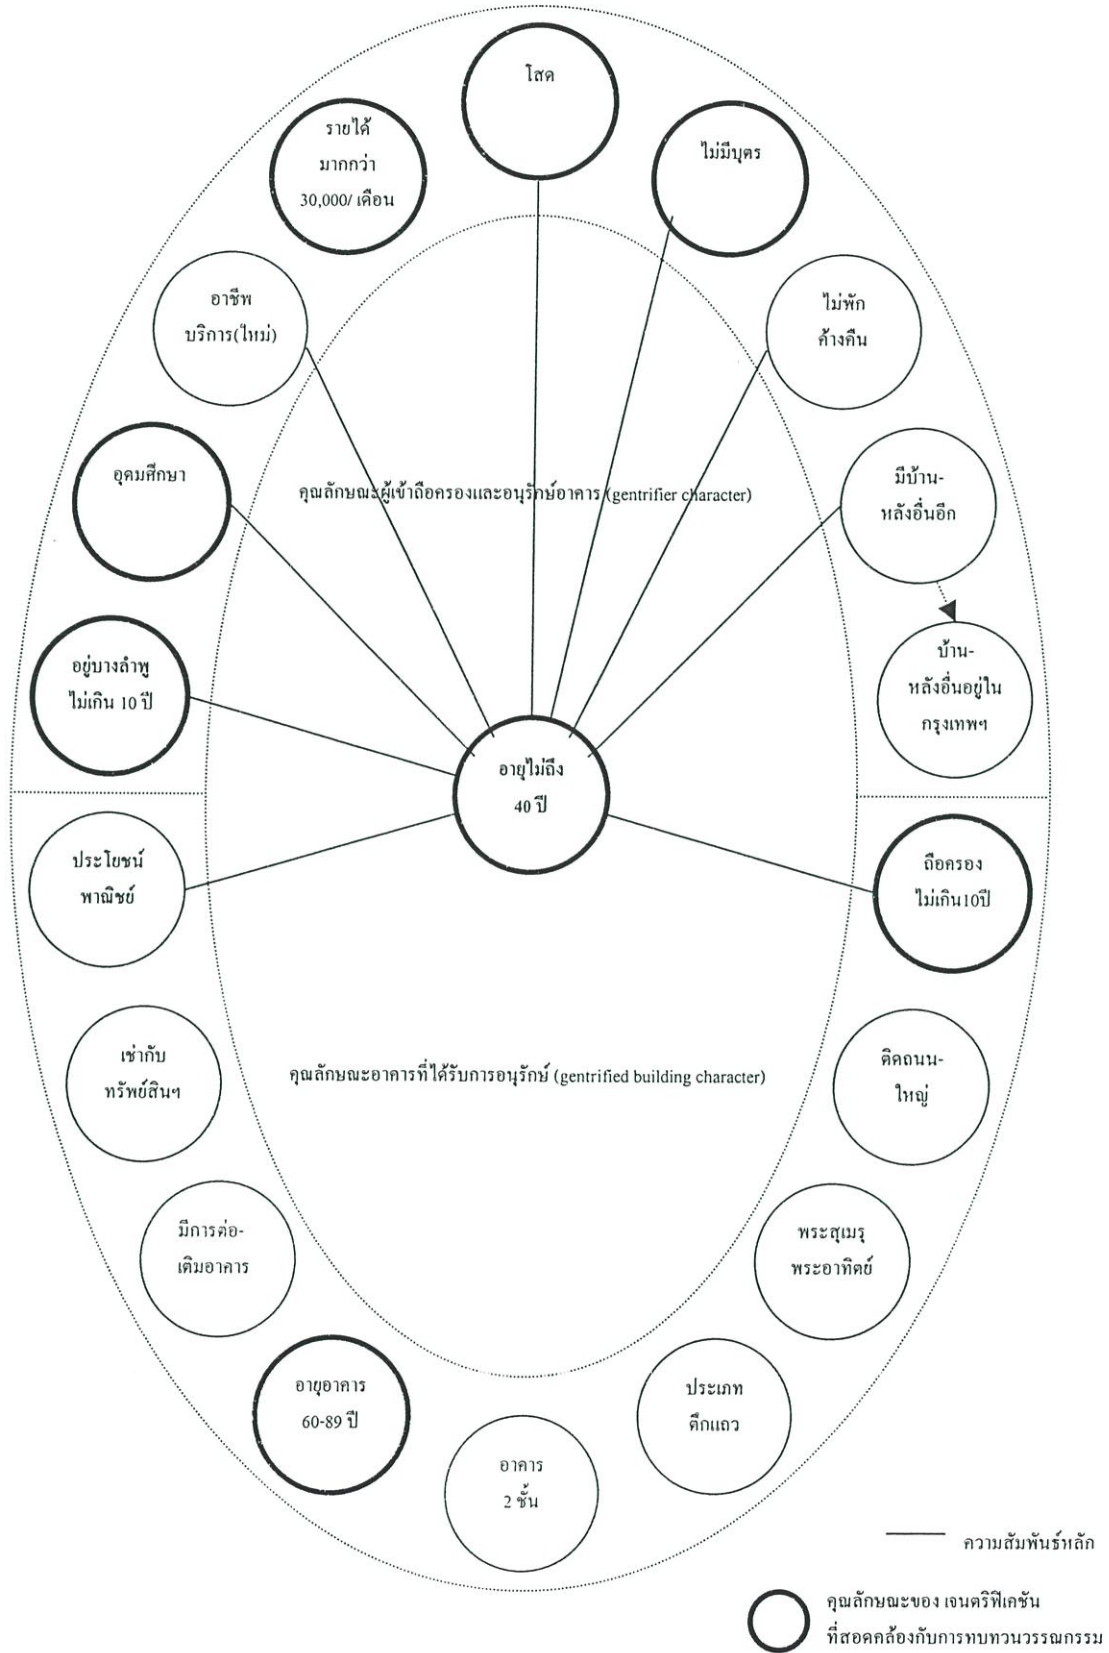 โสด
รายได้
มากกว่า
30,000/ เดือน
ไม่มีบุตร
อาชีพ
บริการ(ใหม่)
ไม่พัก
ค้างคืน
อุดมศึกษา
คุณลักษณะผู้เข้าถือครองและอนุรักษ์อาคาร (gentrifier character)
มีบ้าน-
หลังอื่นอีก
อยู่บางลำพู
ไม่เกิน 10 ปี
บ้าน-
หลังอื่นอยู่ใน
กรุงเทพฯ
อายุไม่ถึง
40 ปี
ประโยชน์
พาณิชย์
ถือครอง
ไม่เกิน10ปี
เช่ากับ
ทรัพย์สินฯ
คุณลักษณะอาคารที่ได้รับการอนุรักษ์ (gentrified building character)
ติดถนน-
ใหญ่
มีการต่อ-
เติมอาคาร
พระสุเมรุ
พระอาทิตย์
อายุอาคาร
60-89 ปี
ประเภท
ตึกแถว
อาคาร
2 ชั้น
ความสัมพันธ์หลัก
คุณลักษณะของ เจนตริฟิเคชัน
ที่สอดคล้องกับการทบทวนวรรณกรรม